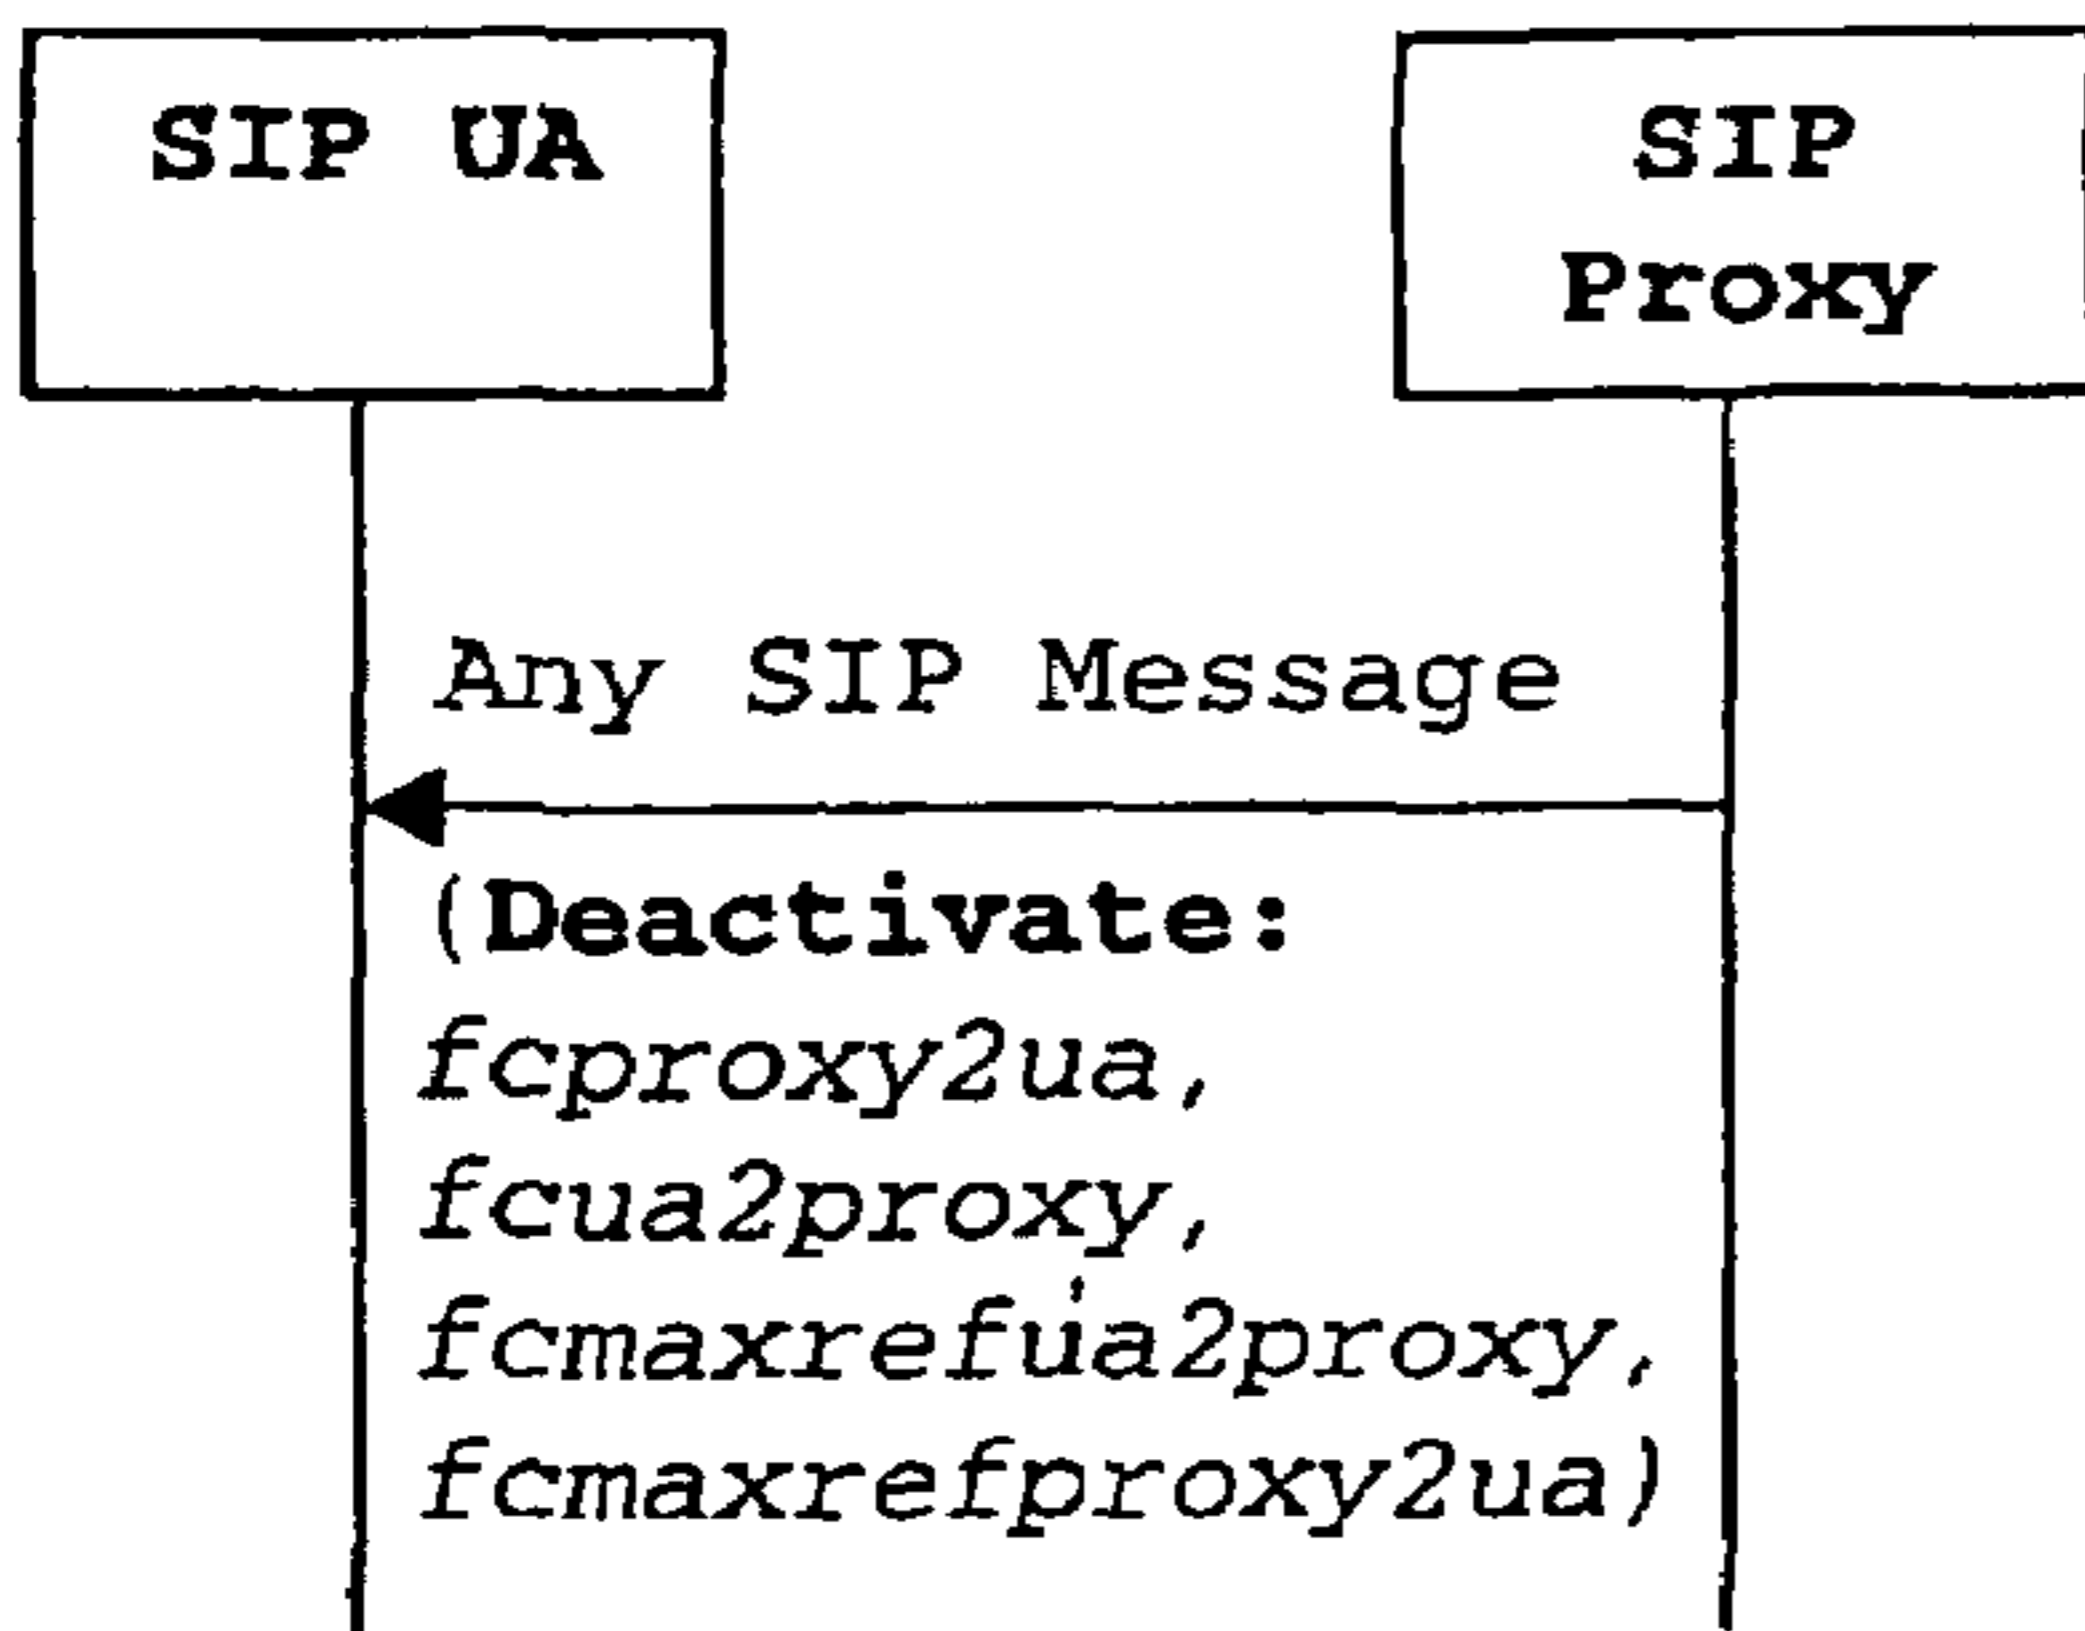 SIP UA
SIP
Proxy
Any SIP Message
(Deactivate:
fcproxy2ua,
fcua2proxy,
fcmaxrefua2proxy,
fcmaxrefproxy2ua)